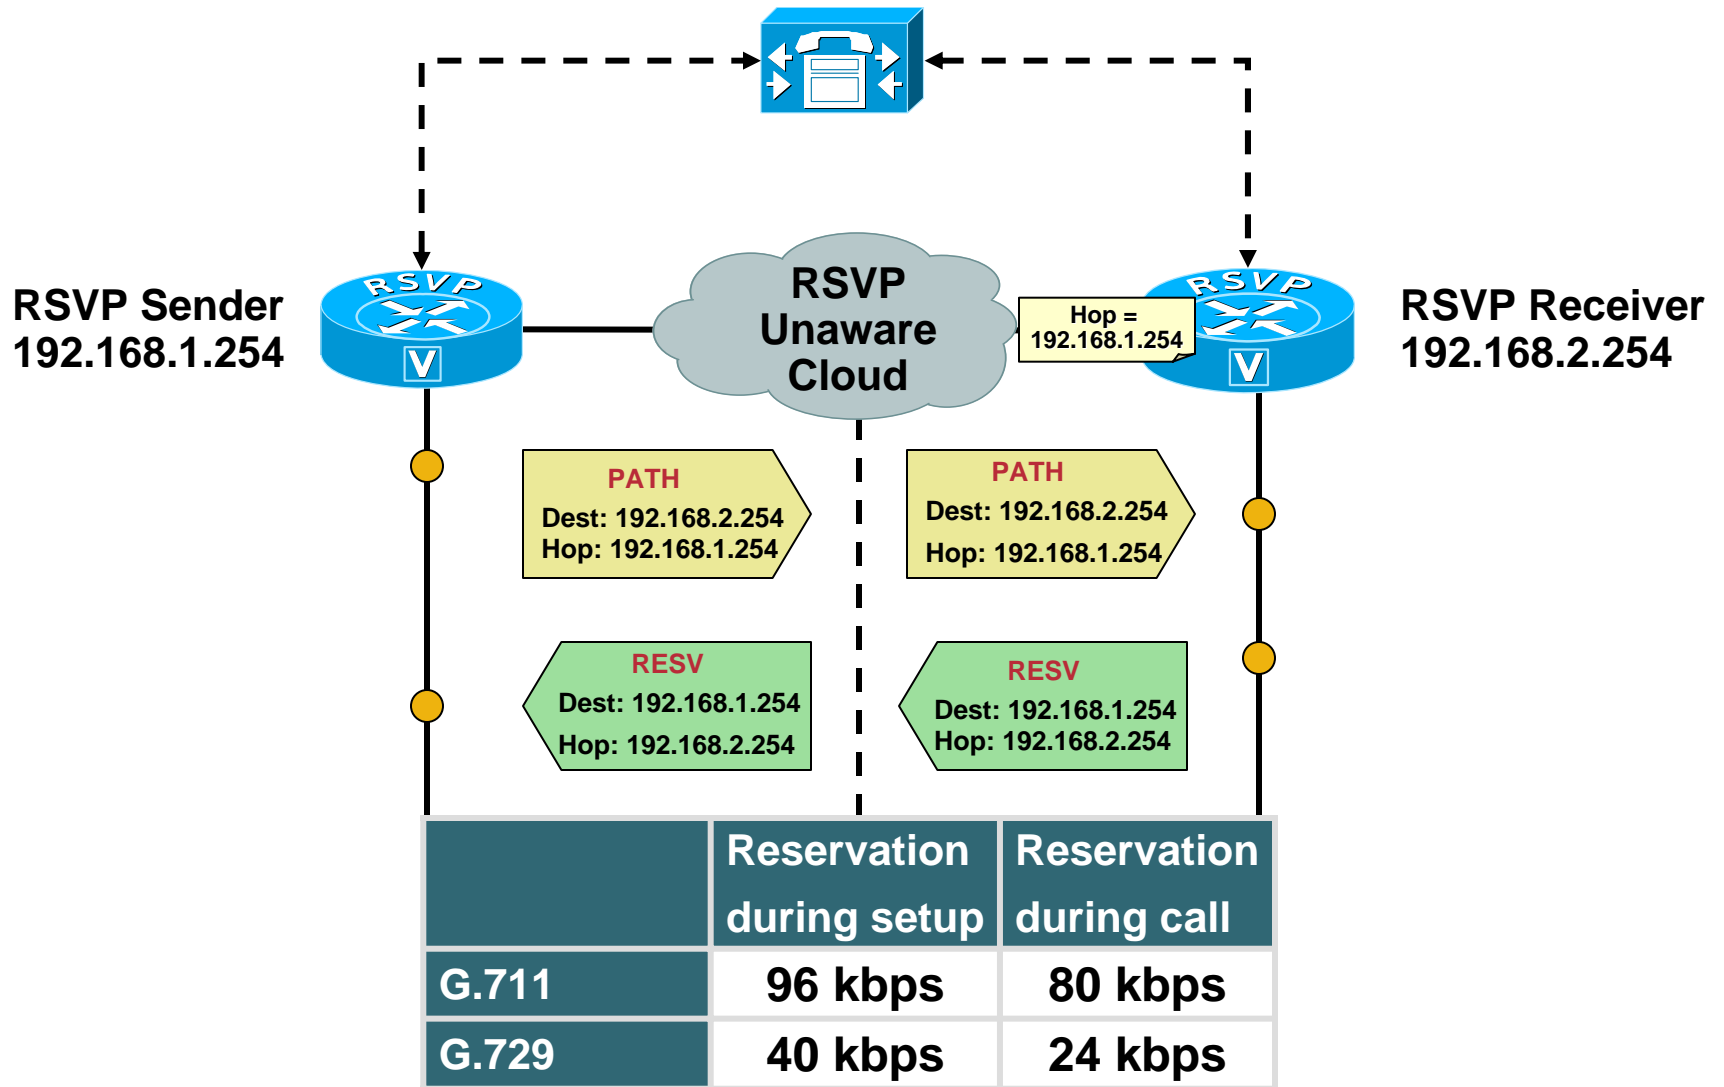 RSVP
RSVP
RSVP Sender
192.168.1.254
V
RSVP
Unaware
Cloud
Hop =
192.168.1.254
V
RSVP Receiver
192.168.2.254
PATH
Dest: 192.168.2.254
Hop: 192.168.1.254
PATH
Dest: 192.168.2.254
Hop: 192.168.1.254
RESV
Dest: 192.168.1.254
Hop: 192.168.2.254
RESV
Dest: 192.168.1.254
Hop: 192.168.2.254
Reservation
during setup
Reservation
during call
G.711
96 kbps
80 kbps
G.729
40 kbps
24 kbps